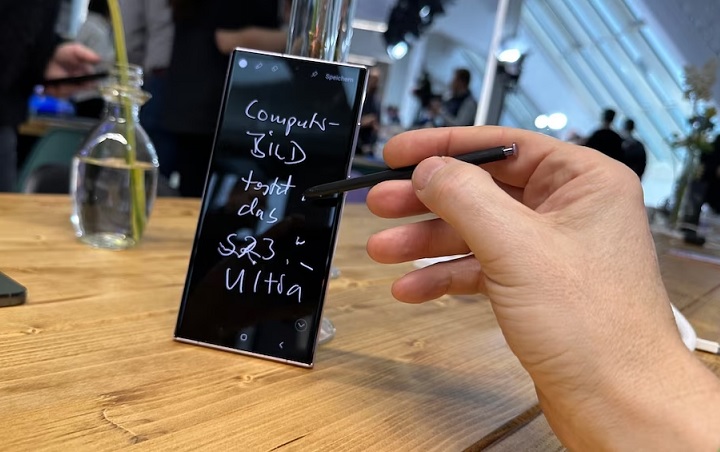 Speichern
Computer-
BILD
testet
das
S23
Ultra